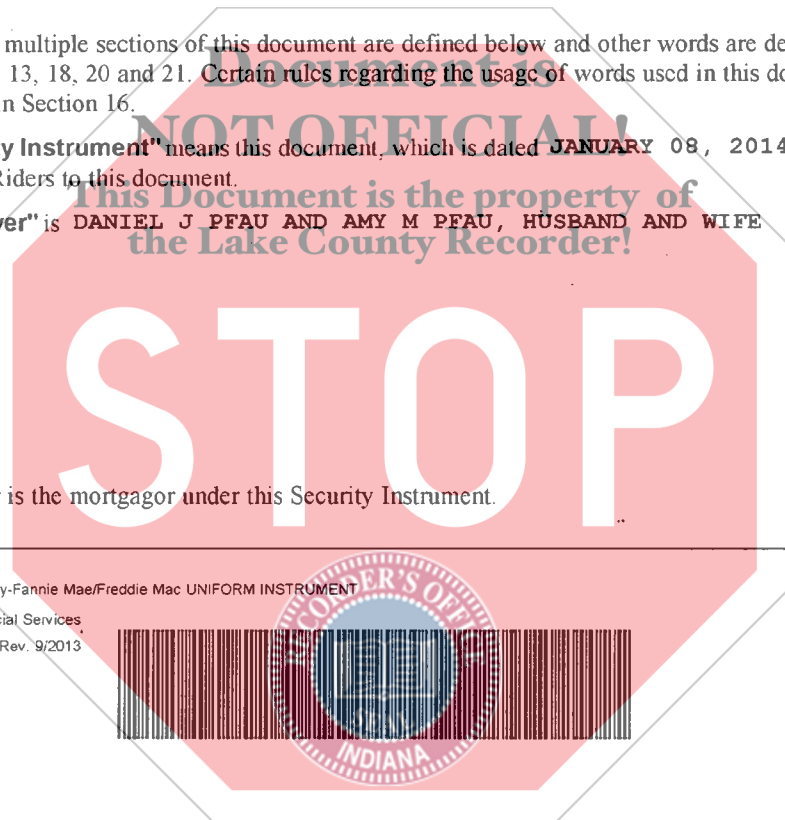 multiple sections of this document are defined below and other words are de
13, 18, 20 and 21. Certain rules regarding the usage of words used in this do
in Section 16.
Document is
NOT OFFICIAL!
This Document is the property of
the Lake County Recorder!
y Instrument" means this document, which is dated JANUARY 08, 2014
Riders to this document.
er" is DANIEL J PFAU AND AMY M PFAU, HUSBAND AND WIFE
STOP
is the mortgagor under this Security Instrument.
y-Fannie Mae/Freddie Mac UNIFORM INSTRUMENT
cial Services
Rev. 9/2013
RECORDER'S OFFICE
SEAL
INDIANA